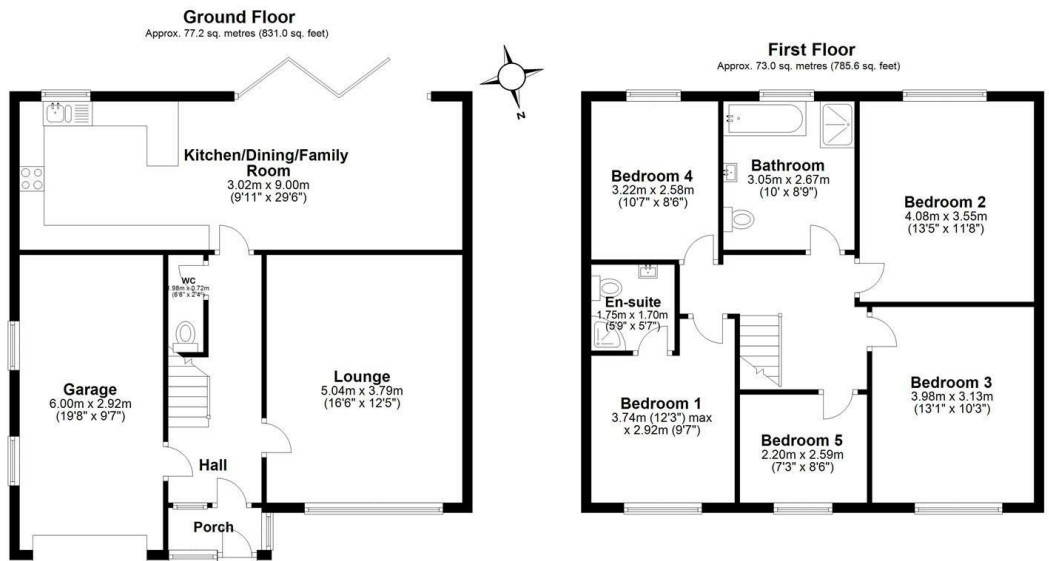 Ground Floor
Approx. 77.2 sq. metres (831.0 sq. feet)
N
Kitchen/Dining/Family
Room
3.02m x 9.00m
(9'11" x 29'6")
WC
1.98m x 0.72m
(6'6" x 2'4")
Garage
6.00m x 2.92m
(19'8" x 9'7")
Lounge
5.04m x 3.79m
(16'6" x 12'5")
Hall
Porch
First Floor
Approx. 73.0 sq. metres (785.6 sq. feet)
Bedroom 4
3.22m x 2.58m
(10'7" x 8'6")
Bathroom
3.05m x 2.67m
(10' x 8'9")
Bedroom 2
4.08m x 3.55m
(13'5" x 11'8")
En-suite
1.75m x 1.70m
(5'9" x 5'7")
Bedroom 1
3.74m (12'3") max
x 2.92m (9'7")
Bedroom 5
2.20m x 2.59m
(7'3" x 8'6")
Bedroom 3
3.98m x 3.13m
(13'1" x 10'3")